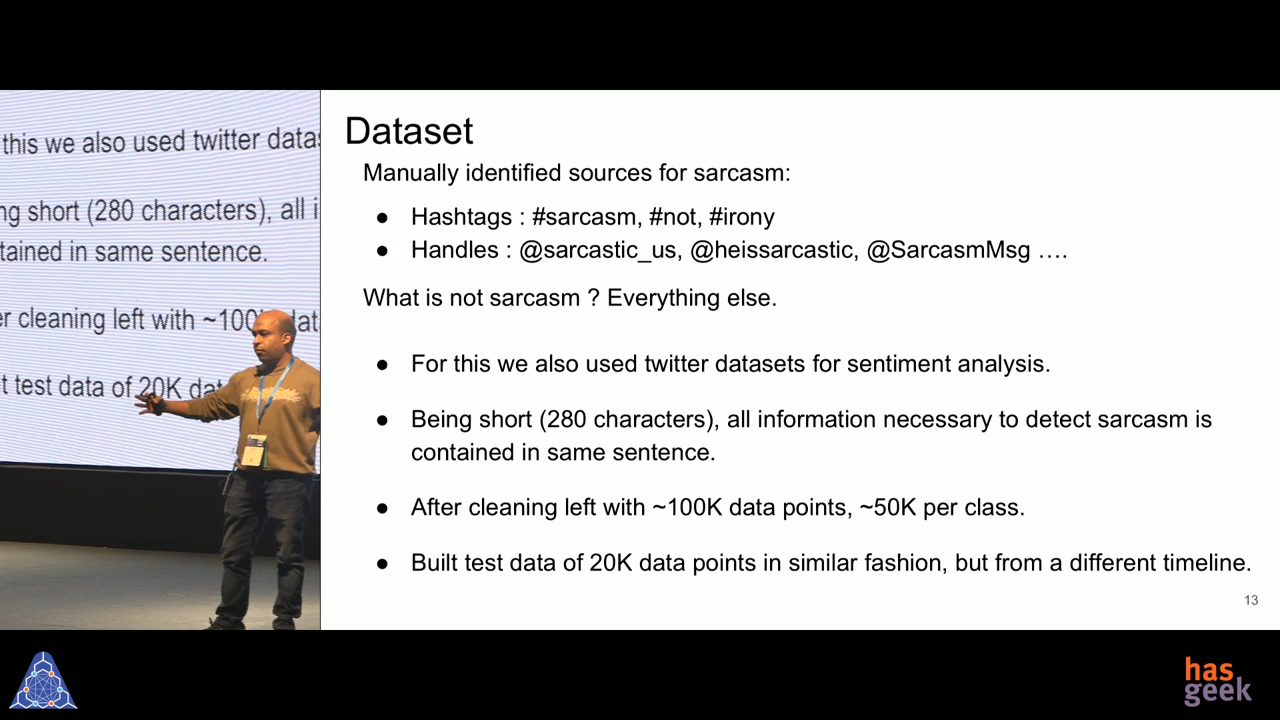 this we also used twitter
ng short (280 characters), all
tained in same sentence.
er cleaning left with ~100
t test data of 20K
Dataset
Manually identified sources for sarcasm:
● Hashtags : #sarcasm, #not, #irony
● Handles : @sarcastic_us, @heissarcastic, @SarcasmMsg ….
What is not sarcasm ? Everything else.
● For this we also used twitter datasets for sentiment analysis.
● Being short (280 characters), all information necessary to detect sarcasm is
contained in same sentence.
● After cleaning left with ~100K data points, ~50K per class.
● Built test data of 20K data points in similar fashion, but from a different timeline.
13
has
geek